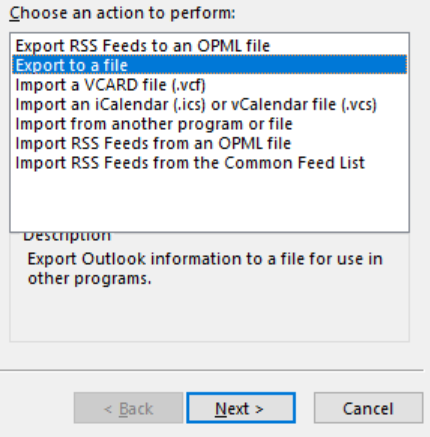 Choose an action to perform:
Export RSS Feeds to an OPML file
Export to a file
Import a VCARD file (.vcf)
Import an iCalendar (.ics) or vCalendar file (.vcs)
Import from another program or file
Import RSS Feeds from an OPML file
Import RSS Feeds from the Common Feed List
Description
Export Outlook information to a file for use in
other programs.
< Back
Next >
Cancel